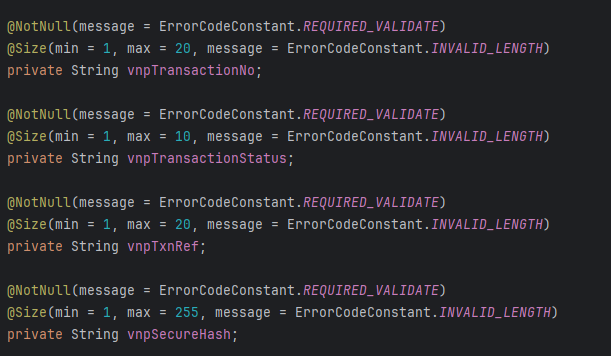 @NotNull(message = ErrorCodeConstant.REQUIRED_VALIDATE)
@Size(min = 1, max = 20, message = ErrorCodeConstant.INVALID_LENGTH)
private String vnpTransactionNo;
@NotNull(message = ErrorCodeConstant.REQUIRED_VALIDATE)
@Size(min = 1, max = 10, message = ErrorCodeConstant.INVALID_LENGTH)
private String vnpTransactionStatus;
@NotNull(message = ErrorCodeConstant.REQUIRED_VALIDATE)
@Size(min = 1, max = 20, message = ErrorCodeConstant.INVALID_LENGTH)
private String vnpTxnRef;
@NotNull(message = ErrorCodeConstant.REQUIRED_VALIDATE)
@Size(min = 1, max = 255, message = ErrorCodeConstant.INVALID_LENGTH)
private String vnpSecureHash;